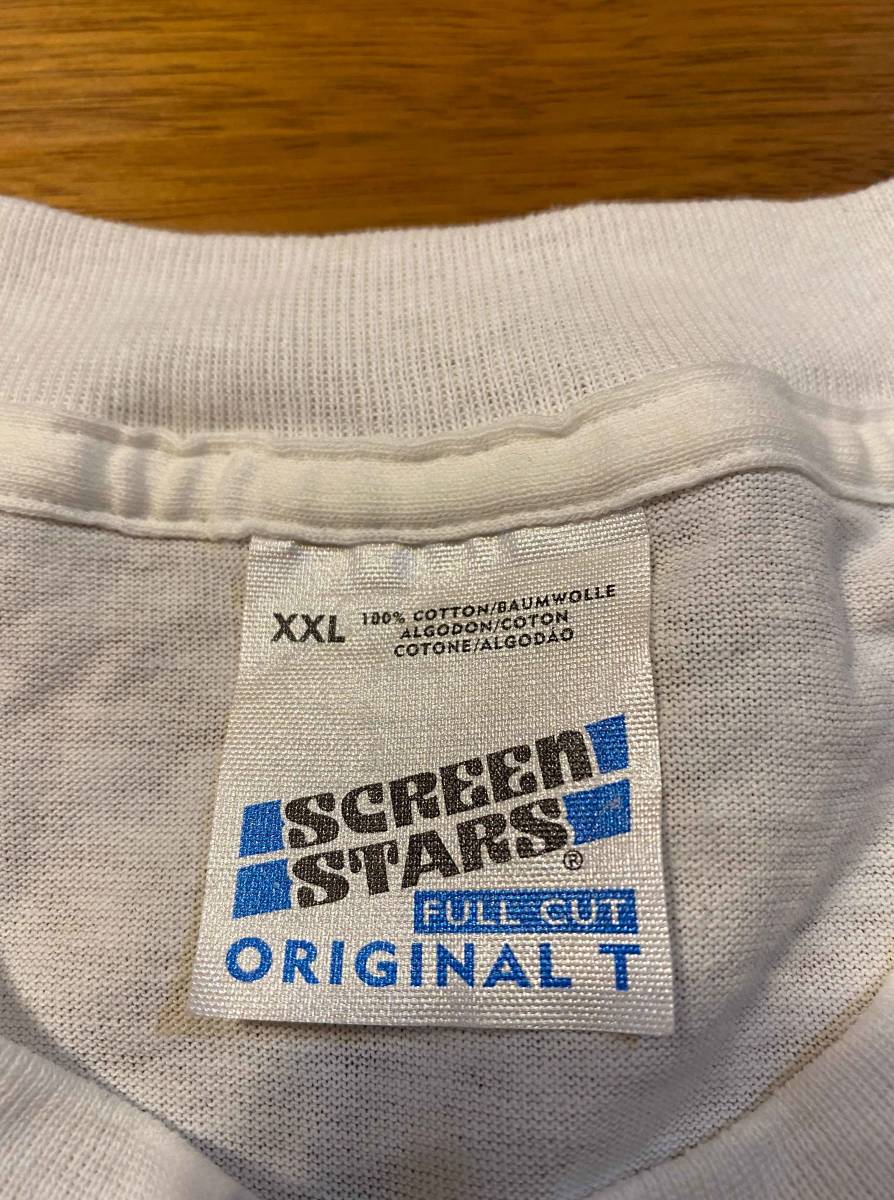 XXL 100% COTTON/BAUMWOLLE
ALGODON/COTON
COTONE/ALGODÃO
SCREEN
STARS®
FULL CUT
ORIGINAL T